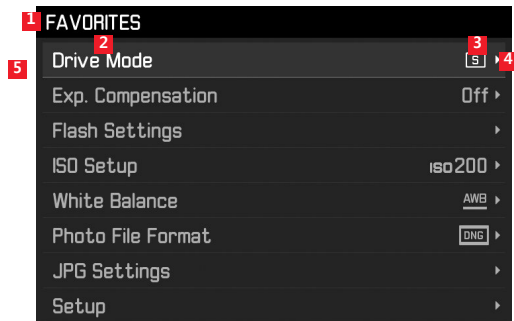 1 FAVORITES
2 3
Drive Mode S 4
5
Exp. Compensation Off
Flash Settings
ISO Setup ISO200
White Balance AWB
Photo File Format DNG
JPG Settings
Setup